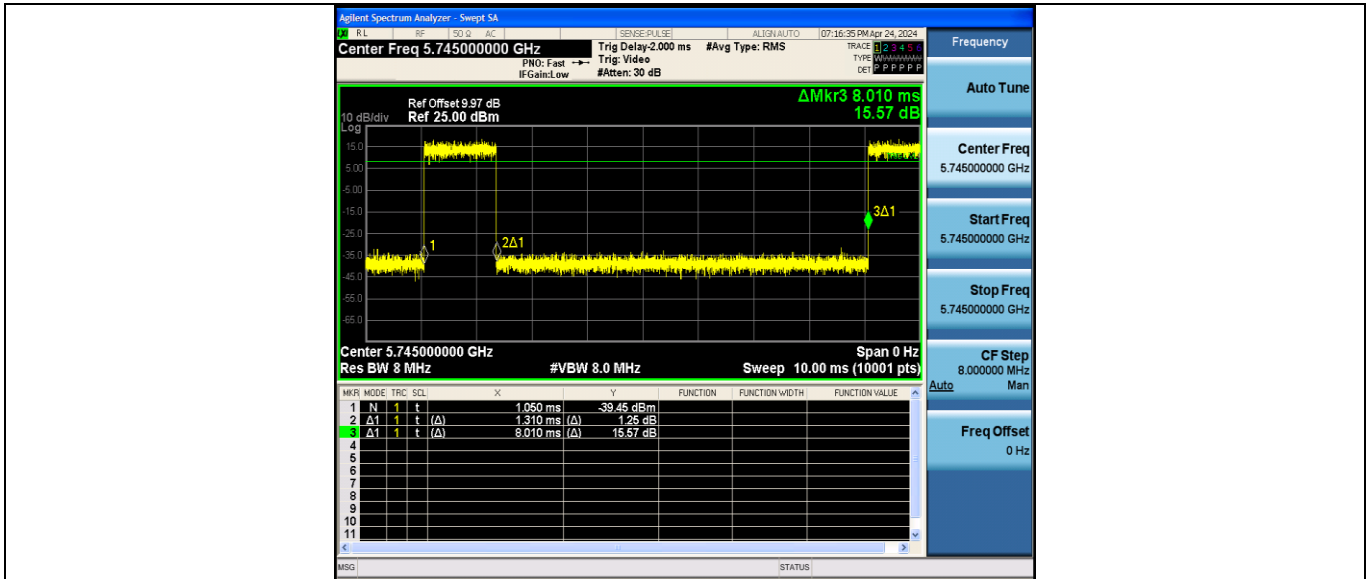 Agilent Spectrum Analyzer - Swept SA
LXI RL RF 50 Ω AC SENSE:PULSE ALIGN AUTO 07:16:35 PM Apr 24, 2024
Center Freq 5.745000000 GHz
Trig Delay-2.000 ms #Avg Type: RMS
TRACE 1 2 3 4 5 6
PNO: Fast Trig: Video
TYPE
IFGain:Low #Atten: 30 dB
DET P P P P P P
ΔMkr3 8.010 ms
15.57 dB
Ref Offset 9.97 dB
10 dB/div Ref 25.00 dBm
Log
15.0
5.00
-5.00
-15.0
-25.0
-35.0
-45.0
-55.0
-65.0
1
2Δ1
3Δ1
Center 5.745000000 GHz Span 0 Hz
Res BW 8 MHz #VBW 8.0 MHz Sweep 10.00 ms (10001 pts)
MKR MODE TRC SCL X Y FUNCTION FUNCTION WIDTH FUNCTION VALUE
1 N 1 t 1.050 ms -39.45 dBm
2 Δ1 1 t (Δ) 1.310 ms (Δ) 1.25 dB
3 Δ1 1 t (Δ) 8.010 ms (Δ) 15.57 dB
4
5
6
7
8
9
10
11
MSG STATUS
Frequency
Auto Tune
Center Freq
5.745000000 GHz
Start Freq
5.745000000 GHz
Stop Freq
5.745000000 GHz
CF Step
8.000000 MHz
Auto Man
Freq Offset
0 Hz